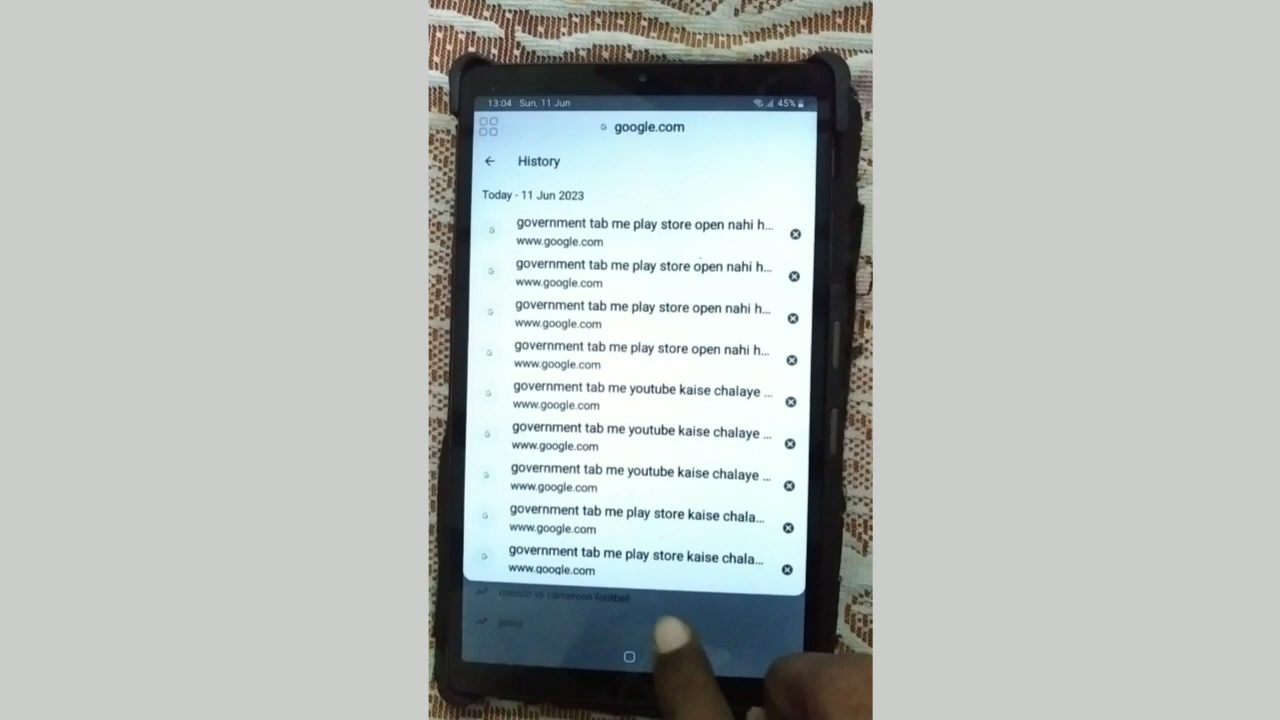 13:04 Sun, 11 Jun 45%
google.com
History
Today - 11 Jun 2023
government tab me play store open nahi h...
www.google.com
government tab me play store open nahi h...
www.google.com
government tab me play store open nahi h...
www.google.com
government tab me play store open nahi h...
www.google.com
government tab me youtube kaise chalaye ...
www.google.com
government tab me youtube kaise chalaye ...
www.google.com
government tab me youtube kaise chalaye ...
www.google.com
government tab me play store kaise chala...
www.google.com
government tab me play store kaise chala...
www.google.com
mexico vs cameroon football